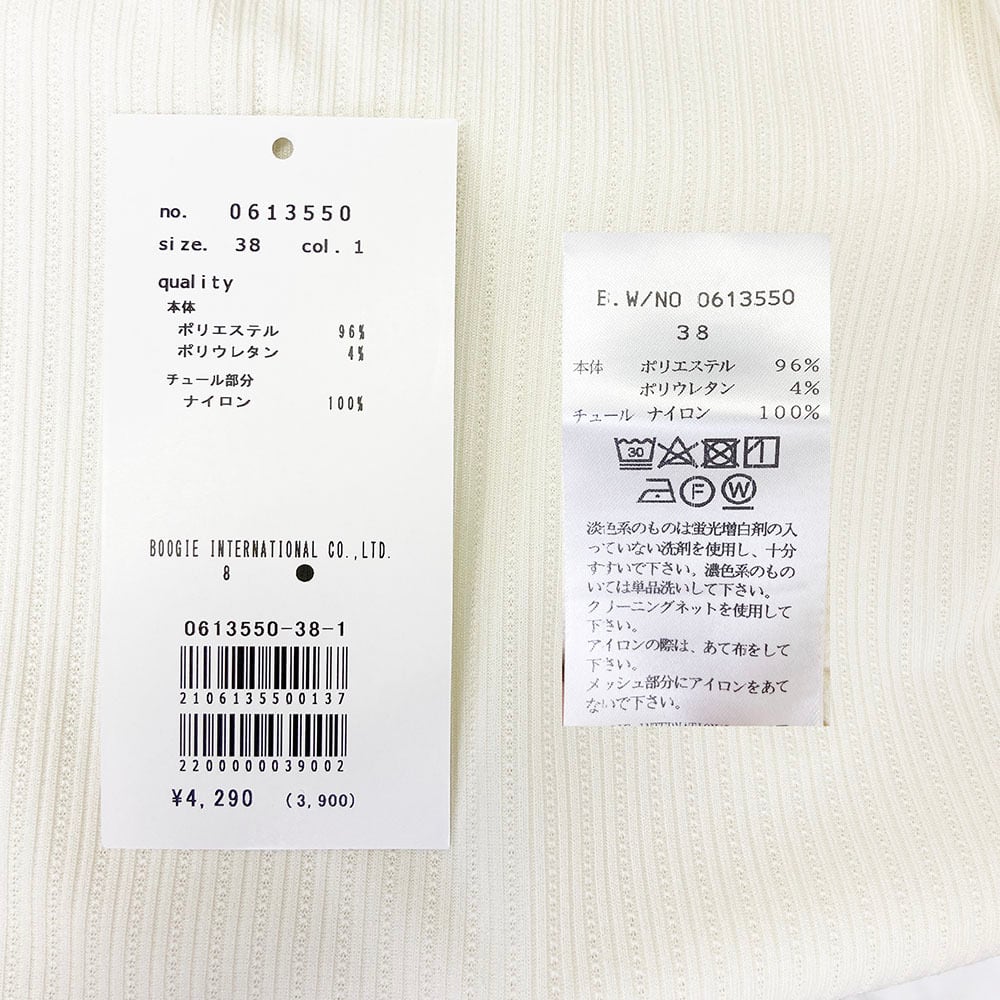 no. 0613550
size. 38 col. 1
quality
本体
ポリエステル 96%
ポリウレタン 4%
チュール部分
ナイロン 100%
BOOGIE INTERNATIONAL CO.,LTD.
8 ●
0613550-38-1
2106135500137
2200000039002
¥4,290 (3,900)
B.W/NO 0613550
38
本体 ポリエステル 96%
ポリウレタン 4%
チュール ナイロン 100%
30
F W
淡色系のものは蛍光増白剤の入
っていない洗剤を使用し、十分
すすいで下さい。濃色系のもの
いては単品洗いして下さい。
クリーニングネットを使用して
下さい。
アイロンの際は、あて布をして
下さい。
メッシュ部分にアイロンをあて
ないで下さい。